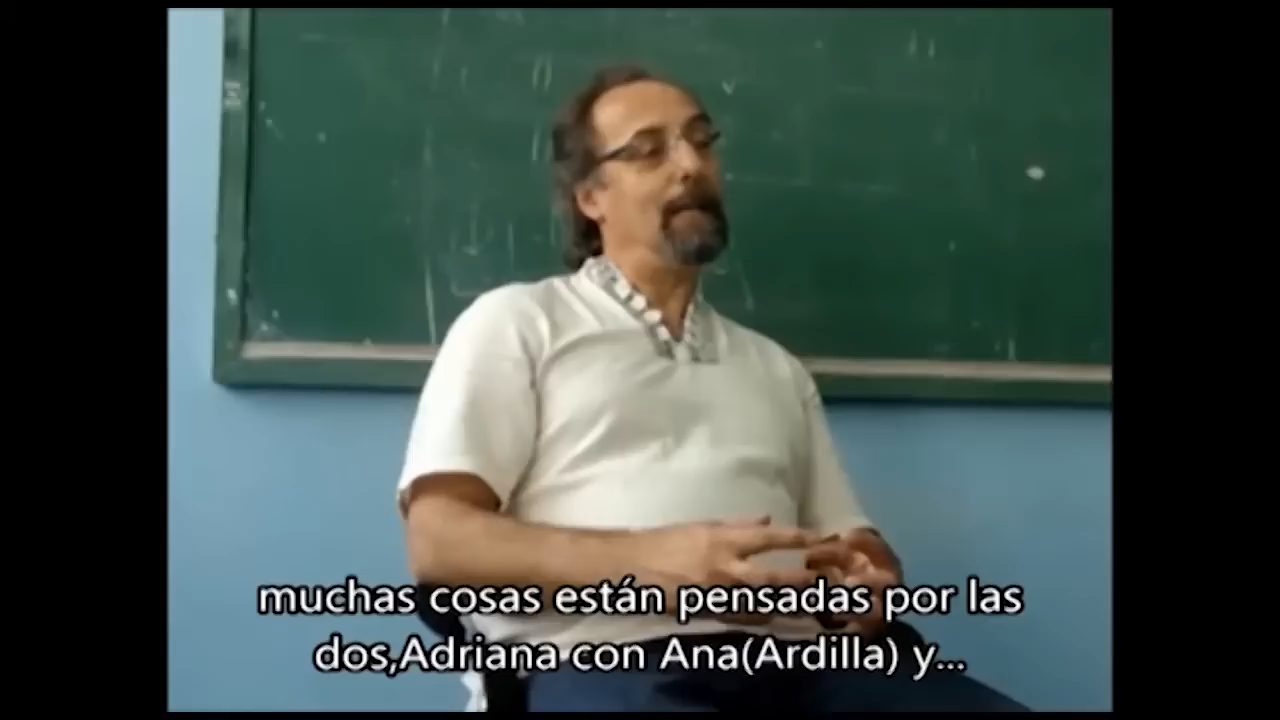 muchas cosas están pensadas por las
dos,Adriana con Ana(Ardilla) y...